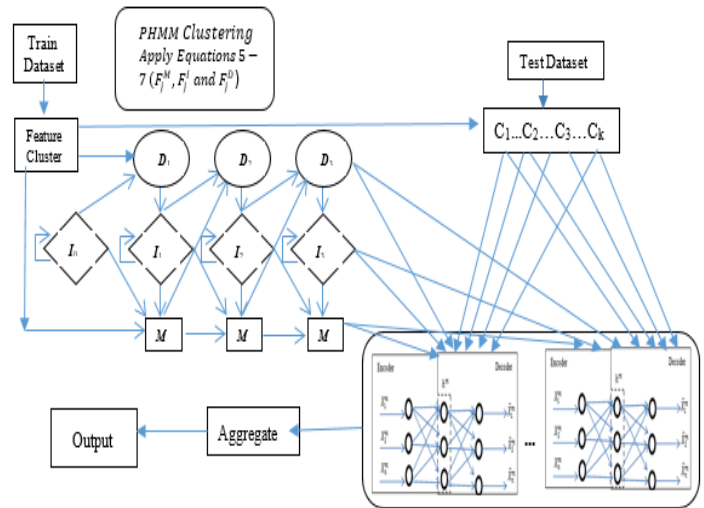 Train
Dataset
PHMM Clustering
Apply Equations 5 –
7 (F_j^M, F_j^I and F_j^D)
Test Dataset
Feature
Cluster
C₁...C₂...C₃...Cₖ
D₁ D₂ D₃
I₀ I₁ I₂ I₃
M M M
Encoder Decoder
Encoder Decoder
...
Output
Aggregate